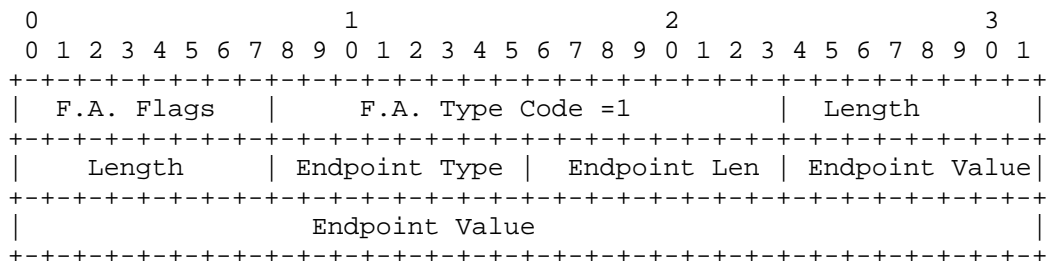 0                   1                   2                   3
 0 1 2 3 4 5 6 7 8 9 0 1 2 3 4 5 6 7 8 9 0 1 2 3 4 5 6 7 8 9 0 1
+-+-+-+-+-+-+-+-+-+-+-+-+-+-+-+-+-+-+-+-+-+-+-+-+-+-+-+-+-+-+-+-+
|  F.A. Flags   |     F.A. Type Code =1         |  Length       |
+-+-+-+-+-+-+-+-+-+-+-+-+-+-+-+-+-+-+-+-+-+-+-+-+-+-+-+-+-+-+-+-+
|    Length     | Endpoint Type |  Endpoint Len | Endpoint Value|
+-+-+-+-+-+-+-+-+-+-+-+-+-+-+-+-+-+-+-+-+-+-+-+-+-+-+-+-+-+-+-+-+
|                  Endpoint Value                               |
+-+-+-+-+-+-+-+-+-+-+-+-+-+-+-+-+-+-+-+-+-+-+-+-+-+-+-+-+-+-+-+-+